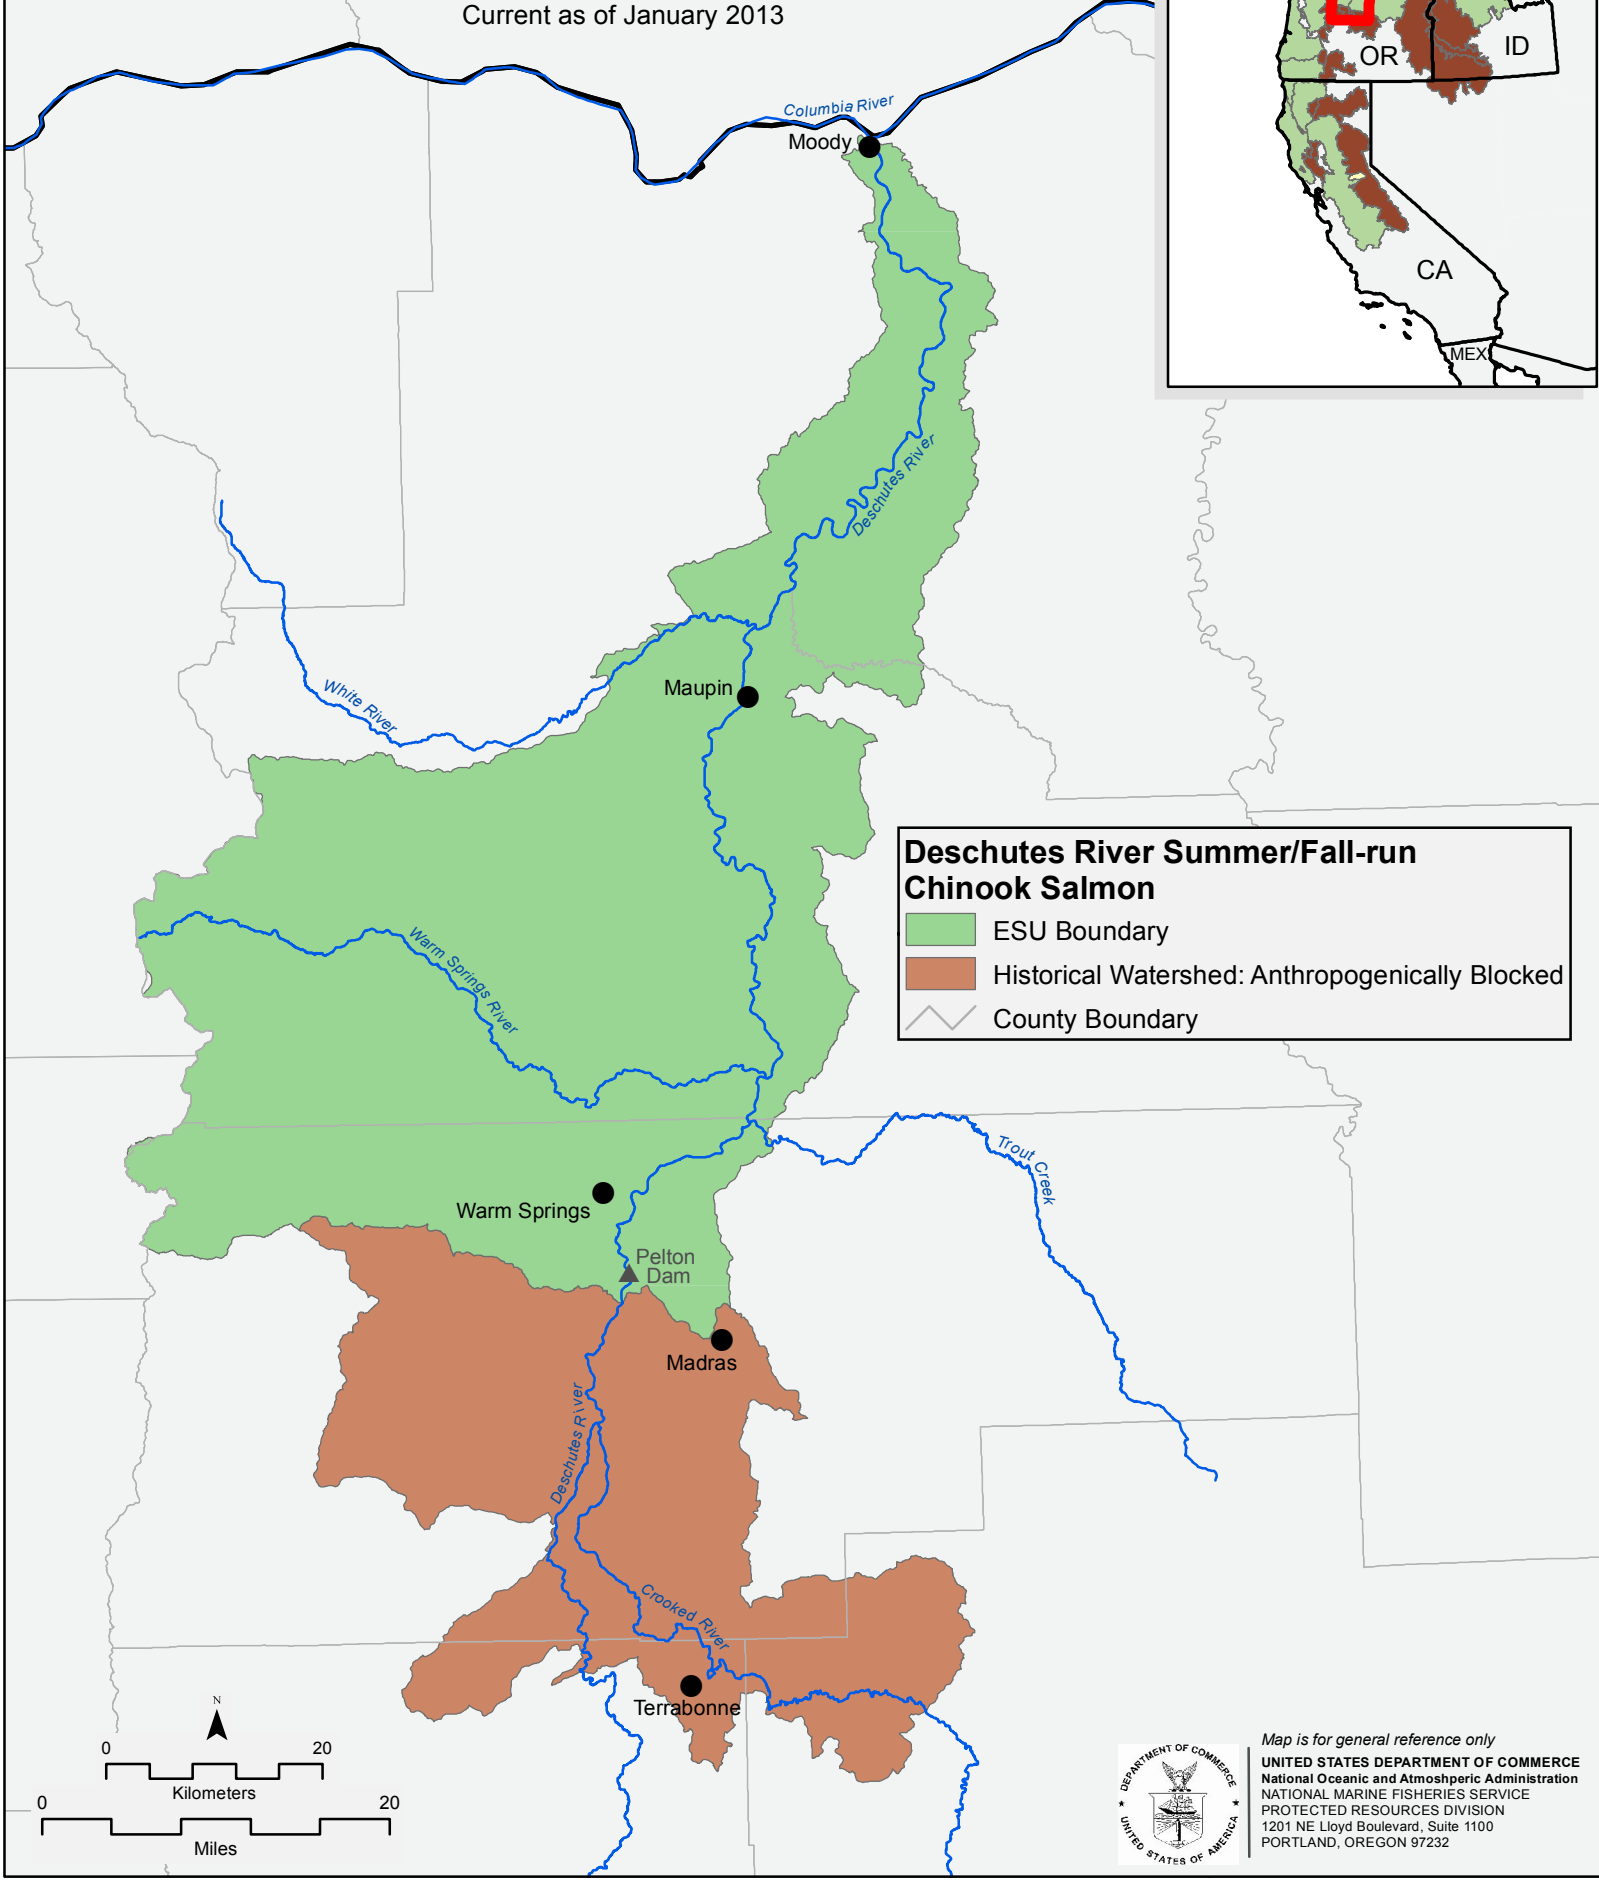 Current as of January 2013
OR
ID
CA
MEX
Columbia River
Moody
Deschutes River
White River
Maupin
Deschutes River Summer/Fall-run
Chinook Salmon
ESU Boundary
Historical Watershed: Anthropogenically Blocked
County Boundary
Warm Springs River
Trout Creek
Warm Springs
Pelton
Dam
Madras
Deschutes River
Crooked River
Terrabonne
N
0 20
Kilometers
0 20
Miles
DEPARTMENT OF COMMERCE
UNITED STATES OF AMERICA
Map is for general reference only
UNITED STATES DEPARTMENT OF COMMERCE
National Oceanic and Atmoshperic Administration
NATIONAL MARINE FISHERIES SERVICE
PROTECTED RESOURCES DIVISION
1201 NE Lloyd Boulevard, Suite 1100
PORTLAND, OREGON 97232